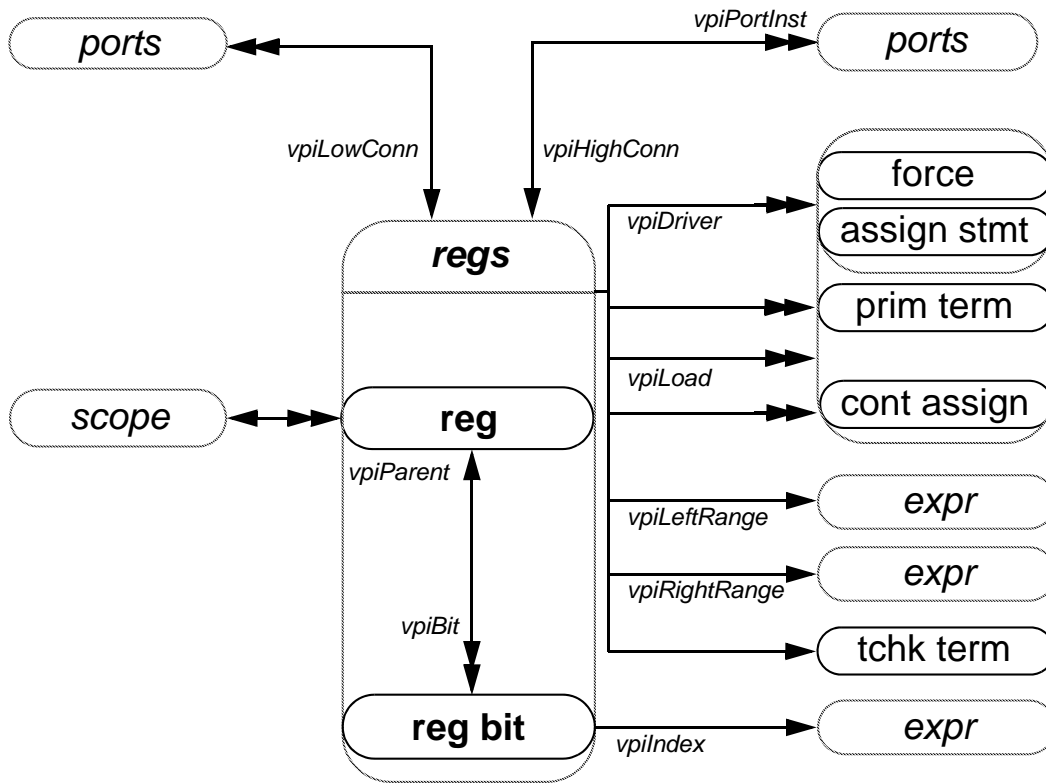 vpiPortInst
ports
ports
vpiLowConn
vpiHighConn
force
vpiDriver
assign stmt
regs
prim term
vpiLoad
scope
reg
cont assign
vpiParent
vpiLeftRange
expr
vpiRightRange
expr
vpiBit
tchk term
reg bit
vpiIndex
expr